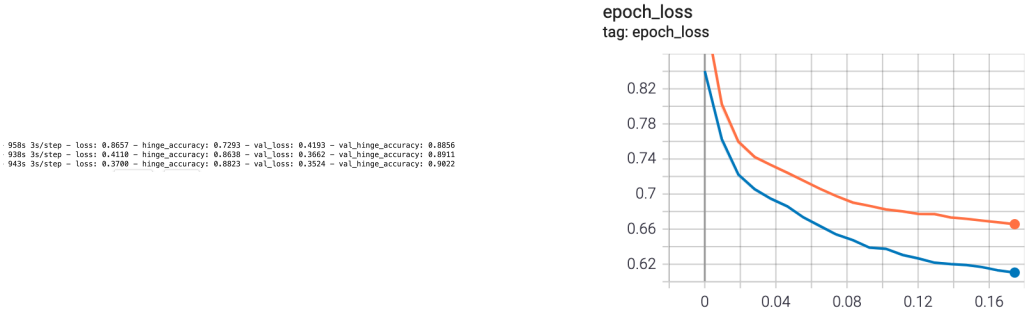 958s 3s/step – loss: 0.8657 – hinge_accuracy: 0.7293 – val_loss: 0.4193 – val_hinge_accuracy: 0.8856
938s 3s/step – loss: 0.4110 – hinge_accuracy: 0.8638 – val_loss: 0.3662 – val_hinge_accuracy: 0.8911
943s 3s/step – loss: 0.3700 – hinge_accuracy: 0.8823 – val_loss: 0.3524 – val_hinge_accuracy: 0.9022
epoch_loss
tag: epoch_loss
0.82
0.78
0.74
0.7
0.66
0.62
0 0.04 0.08 0.12 0.16